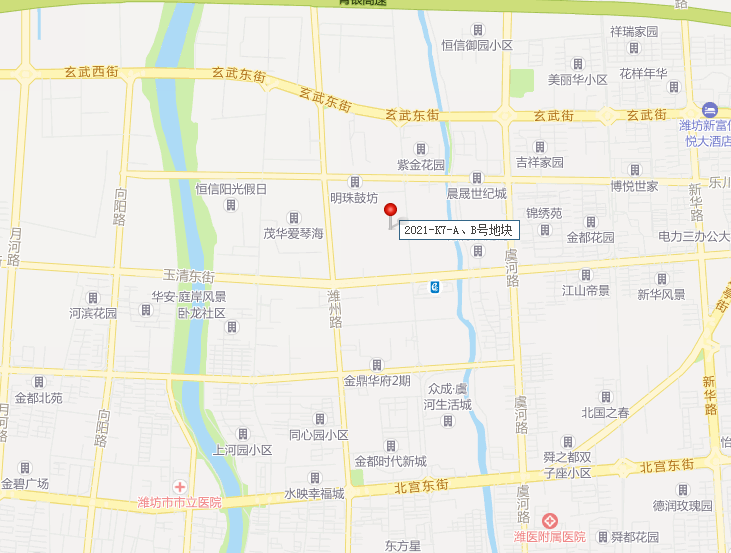 青银高速
祥瑞家园
路
恒信御园小区
花样年华
美丽华小区
玄武西街
玄武东街
玄武东街
玄武东街
玄武街
玄武街
潍坊新富佳
悦大酒店
紫金花园
吉祥家园
恒信阳光假日
明珠鼓坊
晨晟世纪城
博悦世家
乐川
向阳路
新华路
锦绣苑
茂华爱琴海
2021-K7-A、B号地块
金都花园
电力三办公大
月河路
虞河路
玉清东街
华安·庭岸风景
江山帝景
新华风景
潍州路
河滨花园
卧龙社区
亭街
金鼎华府2期
金都北苑
众成·虞
河生活城
新华路
月河路
向阳路
虞河路
北国之春
上河园小区
同心园小区
怡
金都时代新城
舜之都双
子座小区
金碧广场
水映幸福城
北宫东街
北宫东街
潍坊市市立医院
虞河路
德润玫瑰园
潍医附属医院
舜都花园
东方星